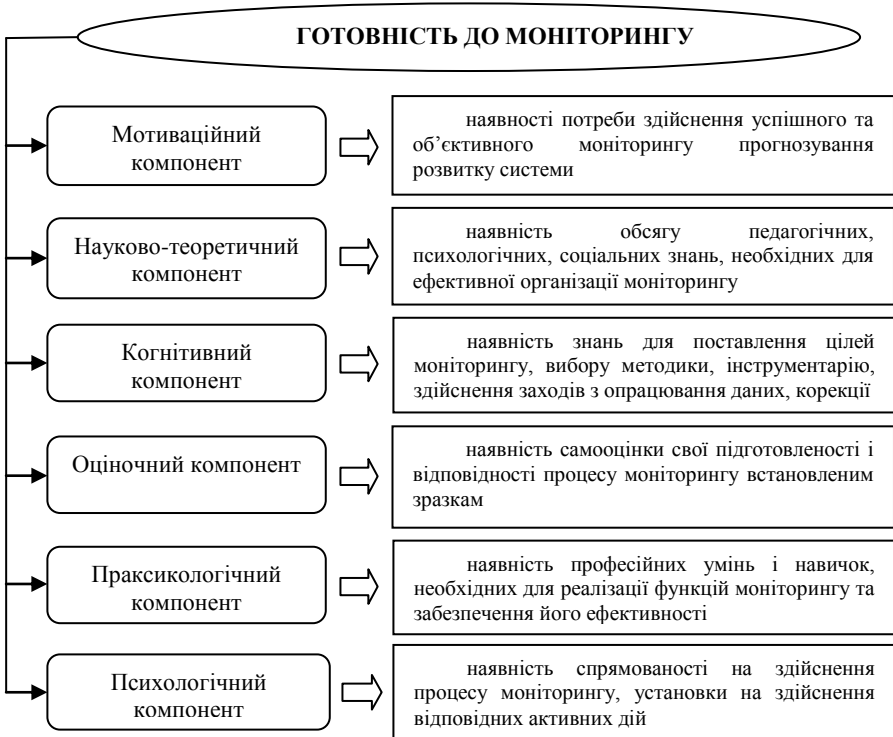 ГОТОВНІСТЬ ДО МОНІТОРИНГУ
Мотиваційний
компонент
наявності потреби здійснення успішного та
об’єктивного моніторингу прогнозування
розвитку системи
Науково-теоретичний
компонент
наявність обсягу педагогічних,
психологічних, соціальних знань, необхідних для
ефективної організації моніторингу
Когнітивний
компонент
наявність знань для поставлення цілей
моніторингу, вибору методики, інструментарію,
здійснення заходів з опрацювання даних, корекції
Оціночний компонент
наявність самооцінки свої підготовленості і
відповідності процесу моніторингу встановленим
зразкам
Праксикологічний
компонент
наявність професійних умінь і навичок,
необхідних для реалізації функцій моніторингу та
забезпечення його ефективності
Психологічний
компонент
наявність спрямованості на здійснення
процесу моніторингу, установки на здійснення
відповідних активних дій